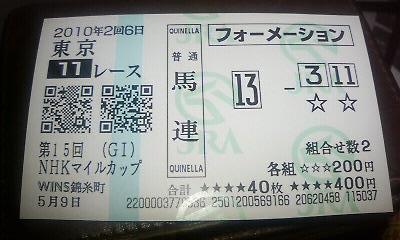 2010年2回6日
東京
11レース
第15回 (GI)
NHKマイルカップ
WINS錦糸町
5月9日
QUINELLA
普通
馬連
QUINELLA
フォーメーション
13 - 3 11
☆ ☆
組合せ数2
各組 ☆☆☆200円
合計 ★★★★40枚 ★★★★400円
2501200569166 20620458 115037
JRA